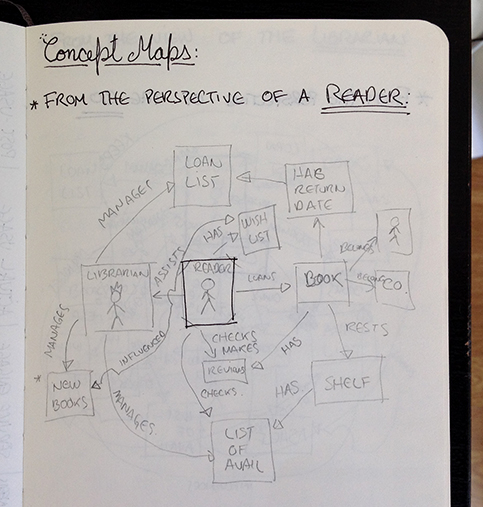 Concept Maps:
* FROM THE PERSPECTIVE OF A READER:
LOAN
LIST
HAS
RETURN
DATE
MANAGES
WISH
LIST
HAS
ASSISTS
BELONGS
LIBRARIAN
READER
LOANS
BOOK
BELONGS
CO.
MANAGES
INFLUENCED
CHECKS
MAKES
REVIEWS
HAS
RESTS
*
NEW
BOOKS
MANAGES
CHECKS.
HAS
SHELF
LIST
OF
AVAIL